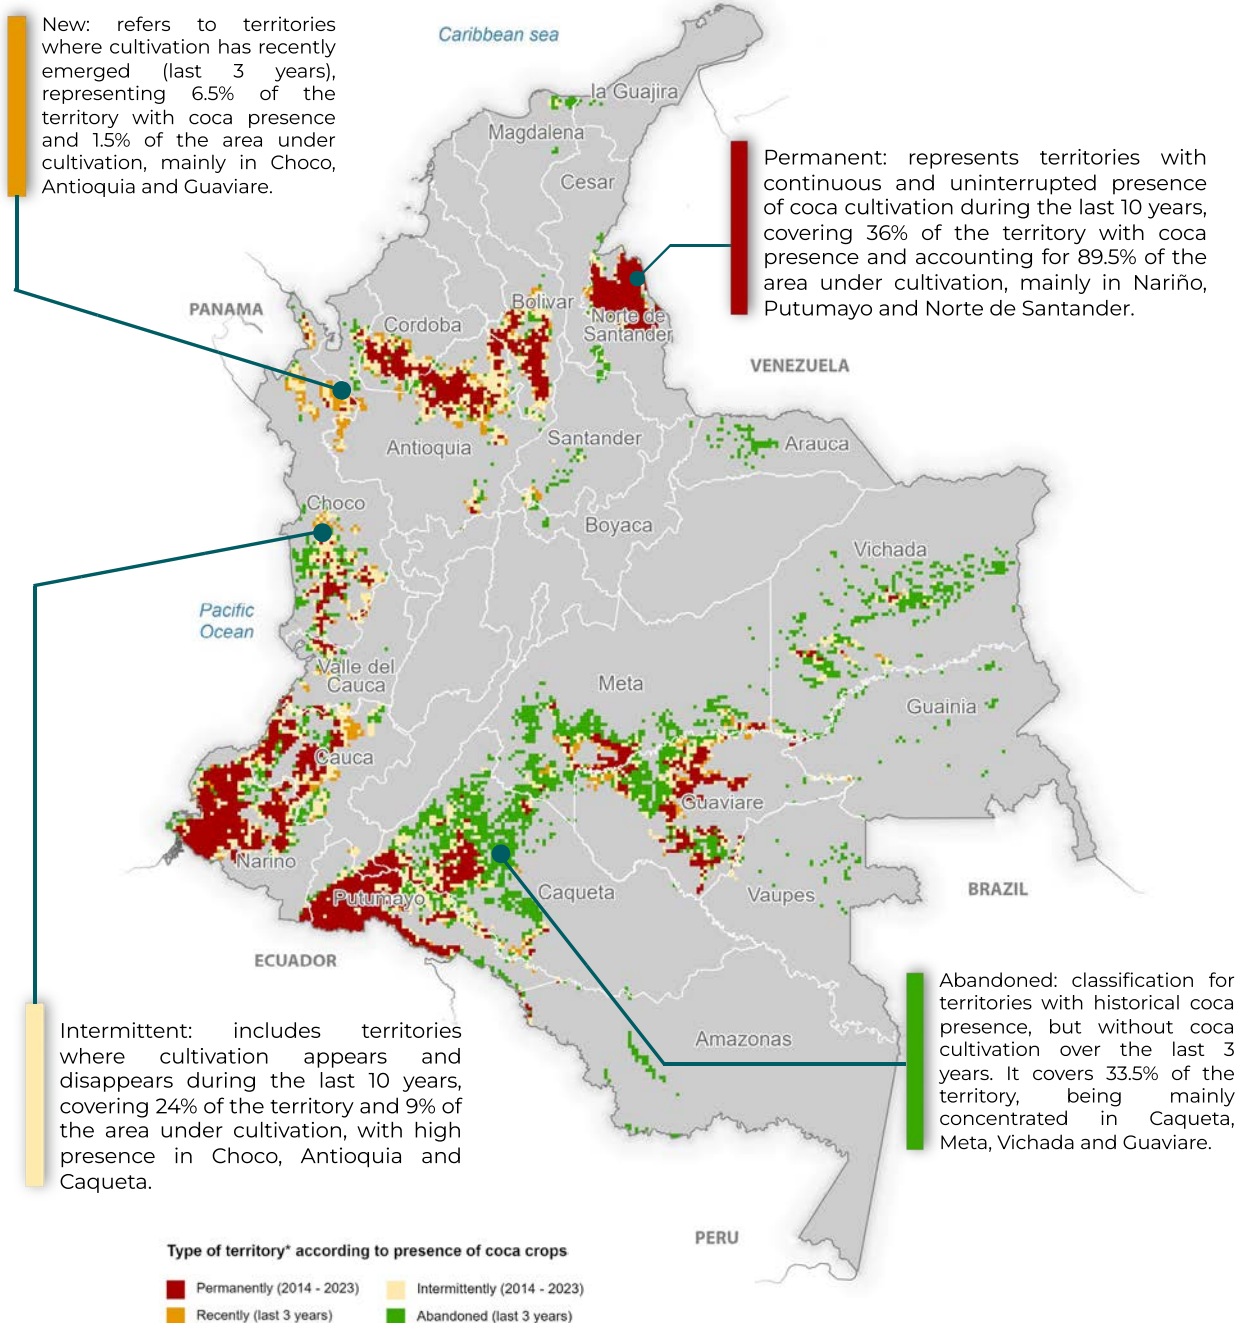 New: refers to territories
where cultivation has recently
emerged (last 3 years),
representing 6.5% of the
territory with coca presence
and 1.5% of the area under
cultivation, mainly in Choco,
Antioquia and Guaviare.
Caribbean sea
la Guajira
Magdalena
Cesar
Permanent: represents territories with
continuous and uninterrupted presence
of coca cultivation during the last 10 years,
covering 36% of the territory with coca
presence and accounting for 89.5% of the
area under cultivation, mainly in Nariño,
Putumayo and Norte de Santander.
PANAMA
Bolivar
Cordoba
Norte de
Santander
VENEZUELA
Antioquia
Santander
Arauca
Choco
Boyaca
Vichada
Pacific
Ocean
Valle del
Cauca
Meta
Guainia
Cauca
Guaviare
Narino
Putumayo
Caqueta
Vaupes
BRAZIL
ECUADOR
Amazonas
Abandoned: classification for
territories with historical coca
presence, but without coca
cultivation over the last 3
years. It covers 33.5% of the
territory, being mainly
concentrated in Caqueta,
Meta, Vichada and Guaviare.
Intermittent: includes territories
where cultivation appears and
disappears during the last 10 years,
covering 24% of the territory and 9% of
the area under cultivation, with high
presence in Choco, Antioquia and
Caqueta.
PERU
Type of territory* according to presence of coca crops
Permanently (2014 - 2023)
Intermittently (2014 - 2023)
Recently (last 3 years)
Abandoned (last 3 years)